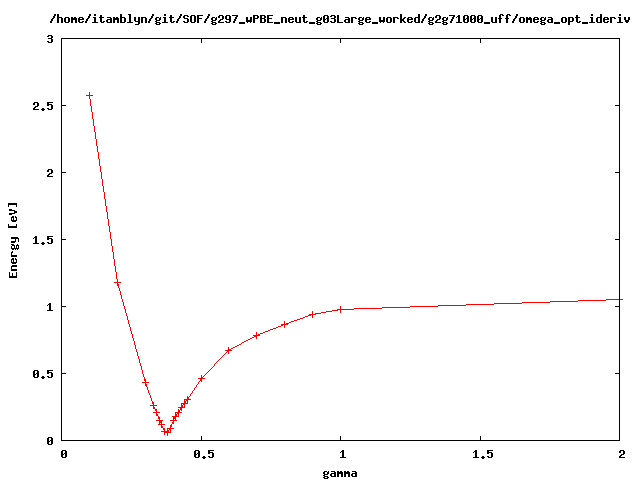 /home/itamblyn/git/SOF/g297_wPBE_neut_g03Large_worked/g2g71000_uff/omega_opt_ideriv
3
2.5
2
1.5
1
0.5
0
Energy [eV]
0 0.5 1 1.5 2
gamma